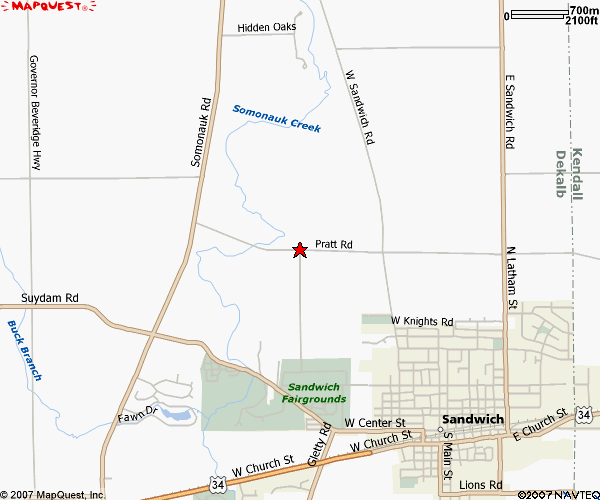 MAPQUEST®
0 700m
2100ft
Hidden Oaks
Governor Beveridge Hwy
Somonauk Rd
Somonauk Creek
W Sandwich Rd
E Sandwich Rd
Kendall
Dekalb
Pratt Rd
N Latham St
Suydam Rd
Buck Branch
W Knights Rd
Sandwich
Fairgrounds
Fawn Dr
Gletty Rd
W Center St
Sandwich
34
E Church St
W Church St
S Main St
W Church St
34
Lions Rd
© 2007 MapQuest, Inc.
©2007 NAVTEQ